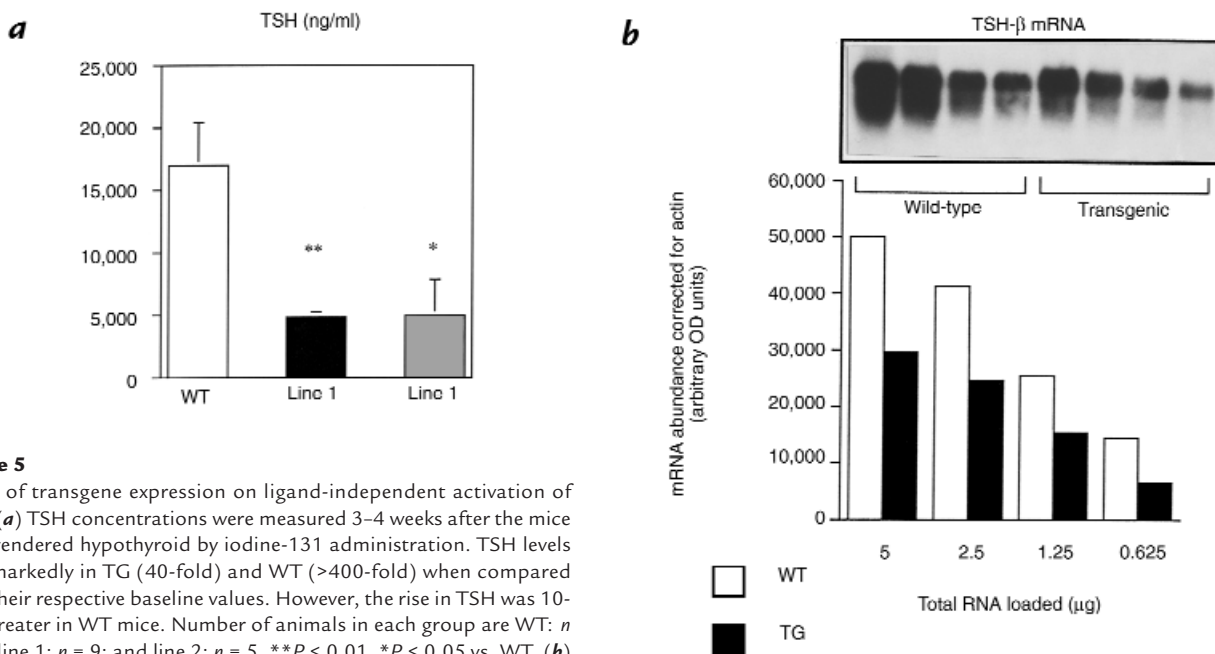 a
TSH (ng/ml)
25,000
20,000
15,000
10,000
5,000
0
**
*
WT
Line 1
Line 1
b
TSH-β mRNA
Wild-type
Transgenic
mRNA abundance corrected for actin
(arbitrary OD units)
60,000
50,000
40,000
30,000
20,000
10,000
0
5
2.5
1.25
0.625
Total RNA loaded (μg)
WT
TG
e 5
of transgene expression on ligand-independent activation of
(a) TSH concentrations were measured 3–4 weeks after the mice
rendered hypothyroid by iodine-131 administration. TSH levels
markedly in TG (40-fold) and WT (>400-fold) when compared
heir respective baseline values. However, the rise in TSH was 10-
reater in WT mice. Number of animals in each group are WT: n
line 1: n = 9; and line 2: n = 5. **P < 0.01, *P < 0.05 vs. WT. (b)